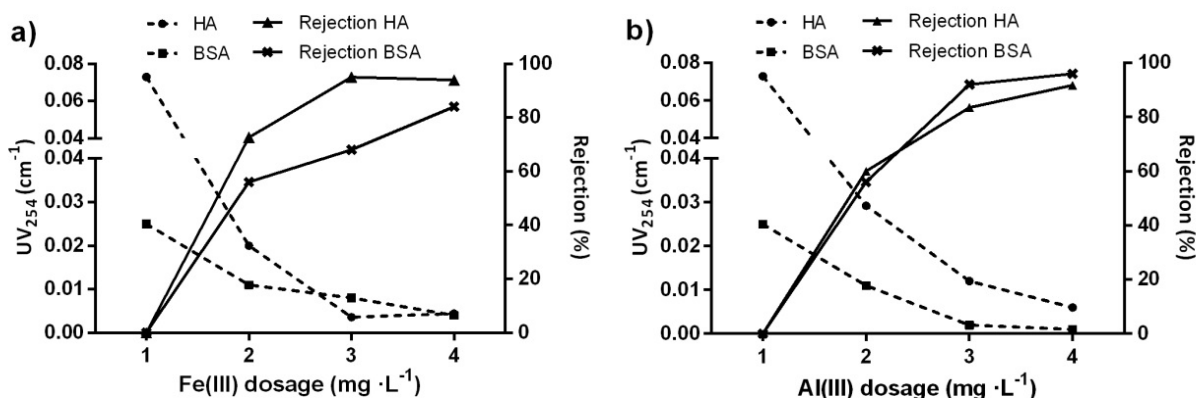 a)
HA
Rejection HA
BSA
Rejection BSA
0.08
0.06
0.04
0.04
0.03
0.02
0.01
0.00
UV254 (cm-1)
100
80
60
40
20
0
Rejection (%)
1 2 3 4
Fe(III) dosage (mg ·L-1)
b)
HA
Rejection HA
BSA
Rejection BSA
0.08
0.06
0.04
0.04
0.03
0.02
0.01
0.00
UV254 (cm-1)
100
80
60
40
20
0
Rejection (%)
1 2 3 4
Al(III) dosage (mg ·L-1)